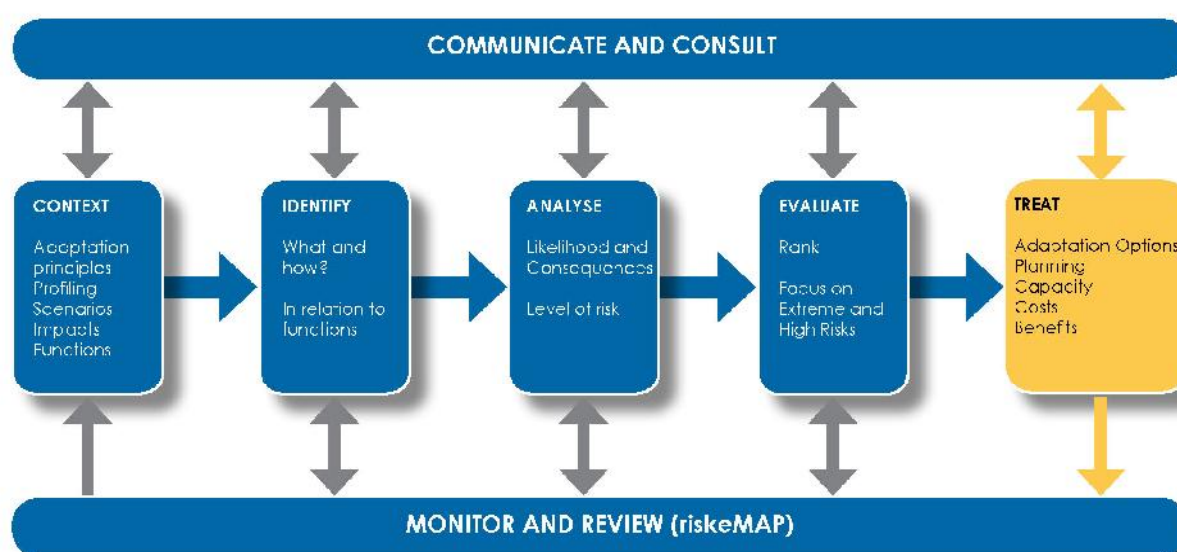 COMMUNICATE AND CONSULT
CONTEXT
Adaptation
principles
Profiling
Scenarios
Impacts
Functions
IDENTIFY
What and
how?
In relation to
functions
ANALYSE
Likelihood and
Consequences
Level of risk
EVALUATE
Rank
Focus on
Extreme and
High Risks
TREAT
Adaptation Options
Planning
Capacity
Costs
Benefits
MONITOR AND REVIEW (riskeMAP)